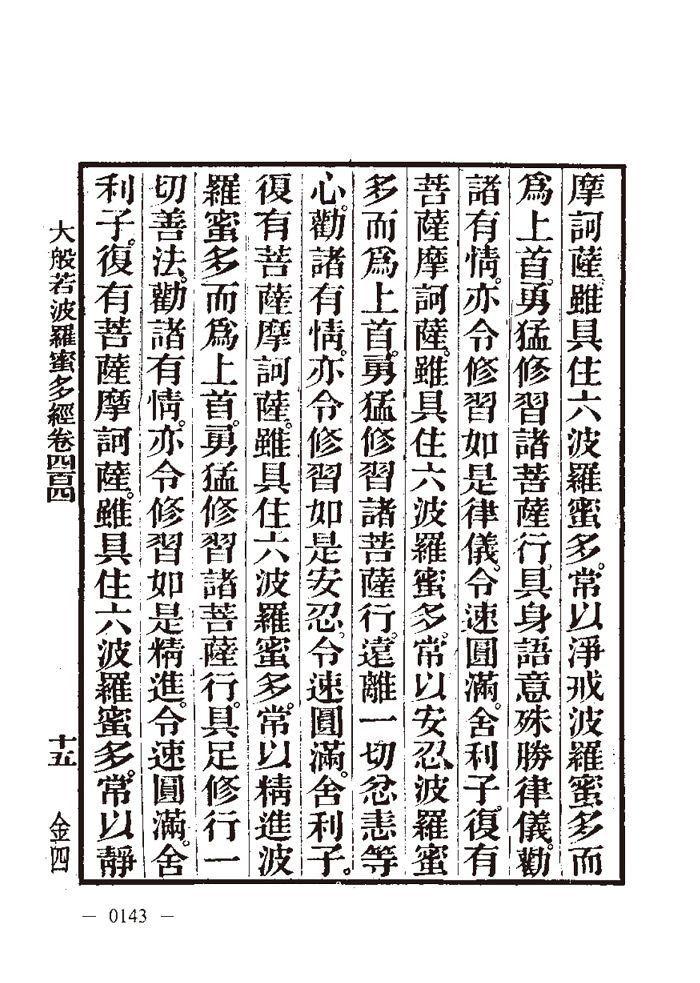 摩訶薩。雖具住六波羅蜜多。常以淨戒波羅蜜多而
爲上首。勇猛修習諸菩薩行。具身語意殊勝律儀。勸
諸有情。亦令修習如是律儀。令速圓滿。舍利子。復有
菩薩摩訶薩。雖具住六波羅蜜多。常以安忍波羅蜜
多而爲上首。勇猛修習諸菩薩行。遠離一切忿恚等
心。勸諸有情。亦令修習如是安忍。令速圓滿。舍利子。
復有菩薩摩訶薩。雖具住六波羅蜜多。常以精進波
羅蜜多而爲上首。勇猛修習諸菩薩行。具足修行一
切善法。勸諸有情。亦令修習如是精進。令速圓滿。舍
利子。復有菩薩摩訶薩。雖具住六波羅蜜多。常以靜
大般若波羅蜜多經卷四百四 十五 金四
— 0143 —